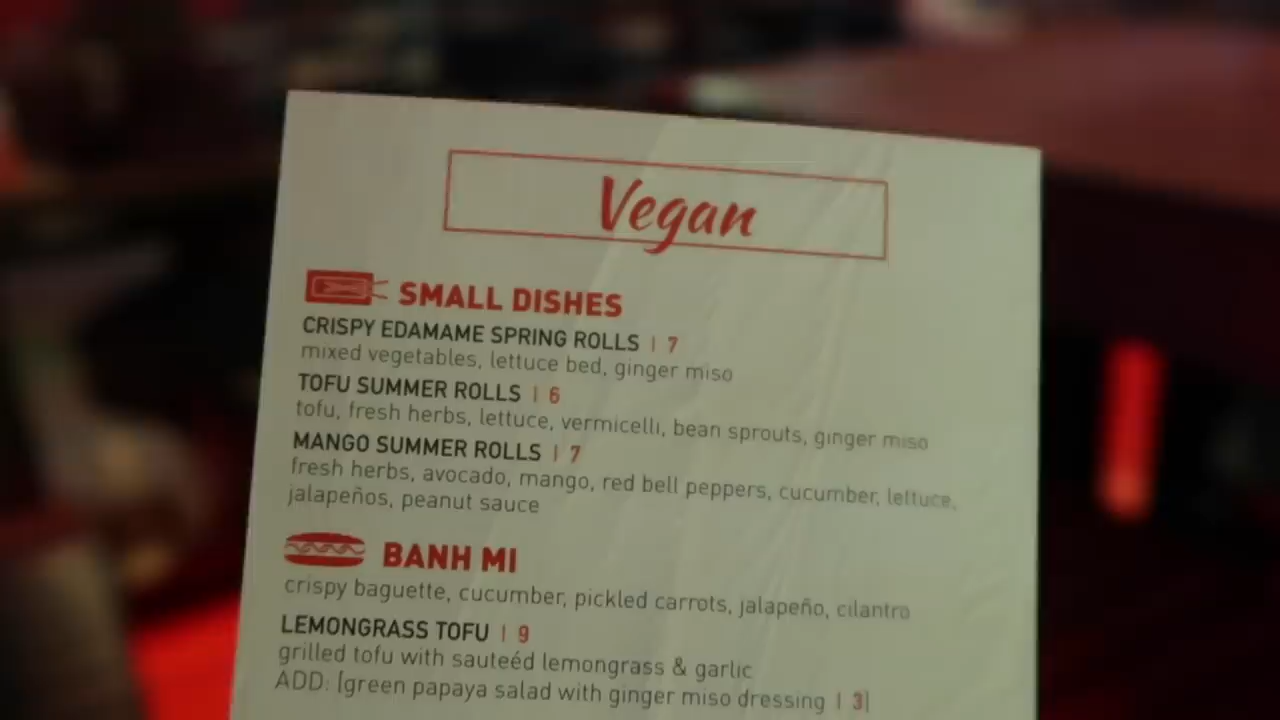 Vegan
SMALL DISHES
CRISPY EDAMAME SPRING ROLLS | 7
mixed vegetables, lettuce bed, ginger miso
TOFU SUMMER ROLLS | 6
tofu, fresh herbs, lettuce, vermicelli, bean sprouts, ginger miso
MANGO SUMMER ROLLS | 7
fresh herbs, avocado, mango, red bell peppers, cucumber, lettuce,
jalapeños, peanut sauce
BANH MI
crispy baguette, cucumber, pickled carrots, jalapeño, cilantro
LEMONGRASS TOFU | 9
grilled tofu with sauteéd lemongrass & garlic
ADD: [green papaya salad with ginger miso dressing | 3]